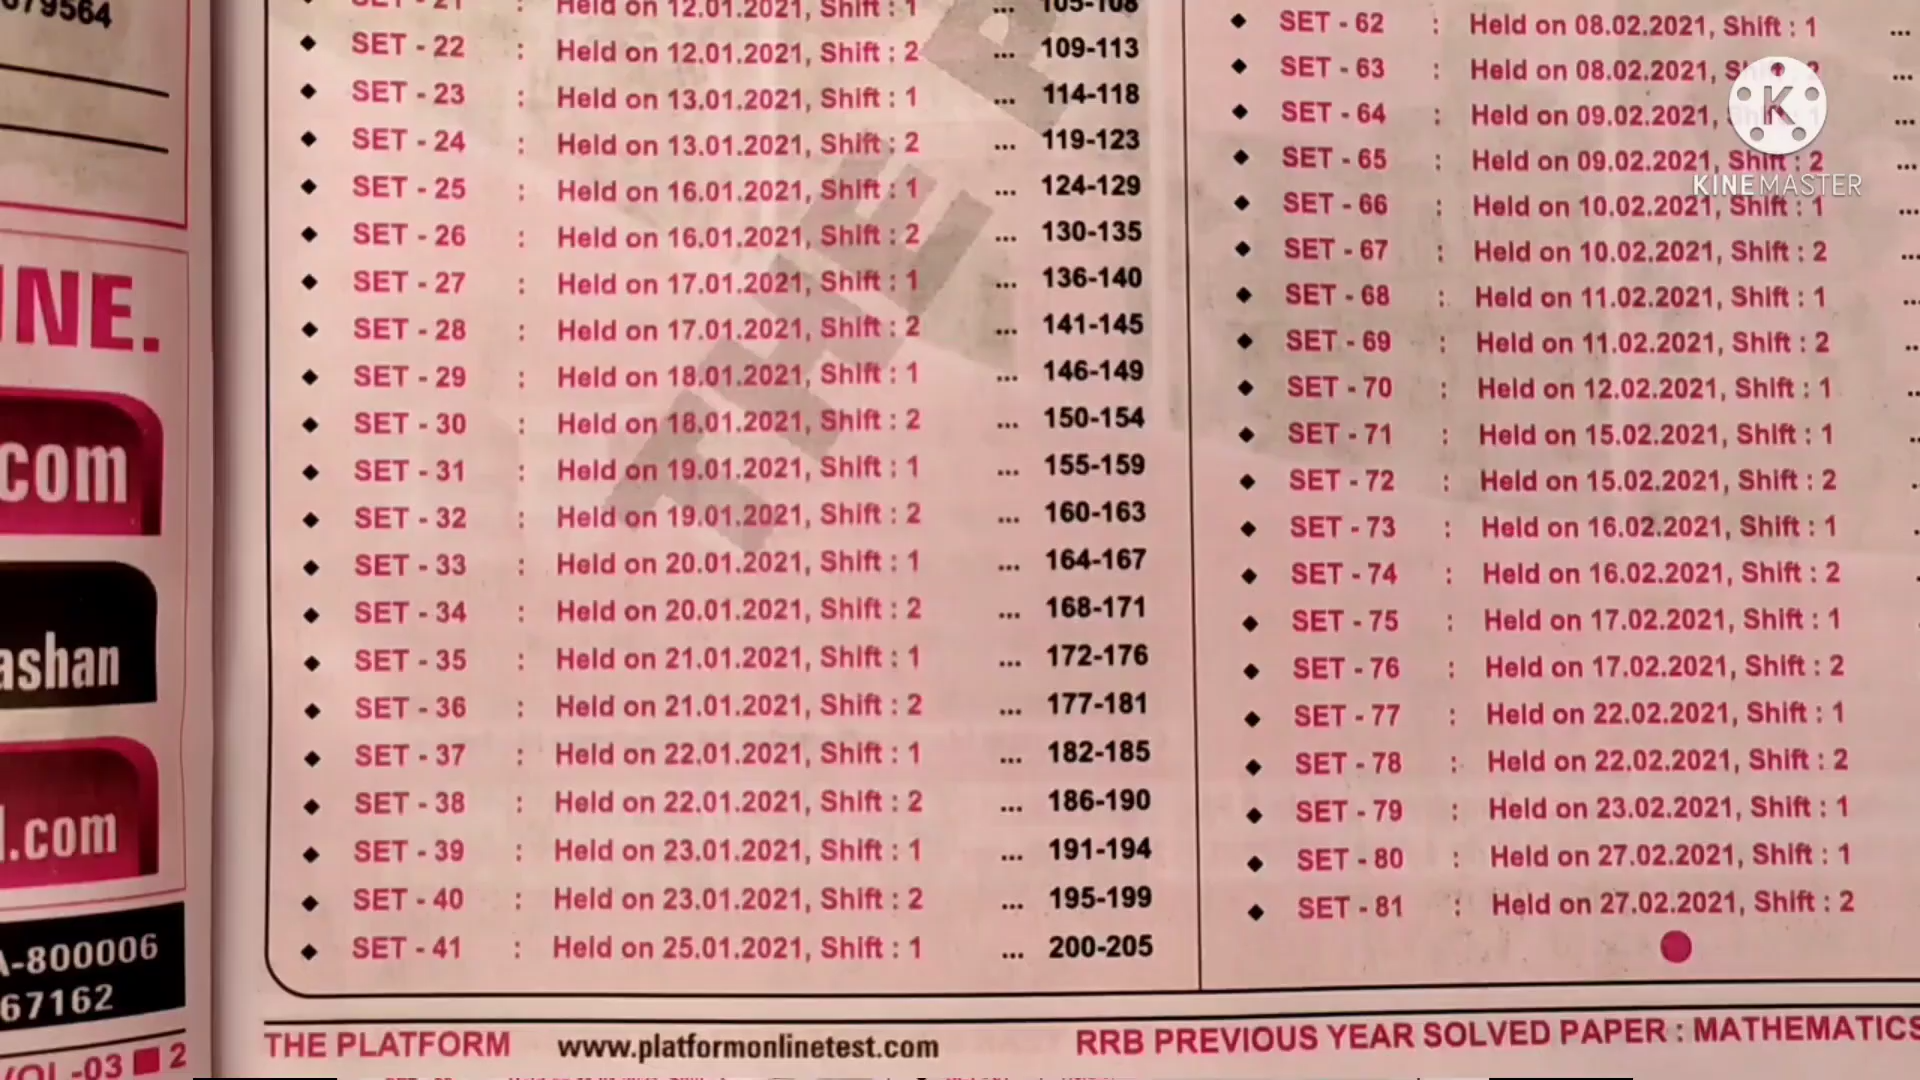 679564
INE.
com
ashan
l.com
A-800006
67162
VOL-03 ■ 2
SET - 21 : Held on 12.01.2021, Shift : 1 ... 105-108
◆ SET - 22 : Held on 12.01.2021, Shift : 2 ... 109-113
◆ SET - 23 : Held on 13.01.2021, Shift : 1 ... 114-118
◆ SET - 24 : Held on 13.01.2021, Shift : 2 ... 119-123
◆ SET - 25 : Held on 16.01.2021, Shift : 1 ... 124-129
◆ SET - 26 : Held on 16.01.2021, Shift : 2 ... 130-135
◆ SET - 27 : Held on 17.01.2021, Shift : 1 ... 136-140
◆ SET - 28 : Held on 17.01.2021, Shift : 2 ... 141-145
◆ SET - 29 : Held on 18.01.2021, Shift : 1 ... 146-149
◆ SET - 30 : Held on 18.01.2021, Shift : 2 ... 150-154
◆ SET - 31 : Held on 19.01.2021, Shift : 1 ... 155-159
◆ SET - 32 : Held on 19.01.2021, Shift : 2 ... 160-163
◆ SET - 33 : Held on 20.01.2021, Shift : 1 ... 164-167
◆ SET - 34 : Held on 20.01.2021, Shift : 2 ... 168-171
◆ SET - 35 : Held on 21.01.2021, Shift : 1 ... 172-176
◆ SET - 36 : Held on 21.01.2021, Shift : 2 ... 177-181
◆ SET - 37 : Held on 22.01.2021, Shift : 1 ... 182-185
◆ SET - 38 : Held on 22.01.2021, Shift : 2 ... 186-190
◆ SET - 39 : Held on 23.01.2021, Shift : 1 ... 191-194
◆ SET - 40 : Held on 23.01.2021, Shift : 2 ... 195-199
◆ SET - 41 : Held on 25.01.2021, Shift : 1 ... 200-205
◆ SET - 62 : Held on 08.02.2021, Shift : 1 ...
◆ SET - 63 : Held on 08.02.2021, Shift : 2 ...
◆ SET - 64 : Held on 09.02.2021, Shift : 1 ...
◆ SET - 65 : Held on 09.02.2021, Shift : 2 ...
◆ SET - 66 : Held on 10.02.2021, Shift : 1 ...
◆ SET - 67 : Held on 10.02.2021, Shift : 2 ...
◆ SET - 68 : Held on 11.02.2021, Shift : 1 ...
◆ SET - 69 : Held on 11.02.2021, Shift : 2 ..
◆ SET - 70 : Held on 12.02.2021, Shift : 1 ..
◆ SET - 71 : Held on 15.02.2021, Shift : 1 ..
◆ SET - 72 : Held on 15.02.2021, Shift : 2 .
◆ SET - 73 : Held on 16.02.2021, Shift : 1 .
◆ SET - 74 : Held on 16.02.2021, Shift : 2 .
◆ SET - 75 : Held on 17.02.2021, Shift : 1 .
◆ SET - 76 : Held on 17.02.2021, Shift : 2
◆ SET - 77 : Held on 22.02.2021, Shift : 1
◆ SET - 78 : Held on 22.02.2021, Shift : 2
◆ SET - 79 : Held on 23.02.2021, Shift : 1
◆ SET - 80 : Held on 27.02.2021, Shift : 1
◆ SET - 81 : Held on 27.02.2021, Shift : 2
THE P
K
KINEMASTER
THE PLATFORM www.platformonlinetest.com RRB PREVIOUS YEAR SOLVED PAPER : MATHEMATICS